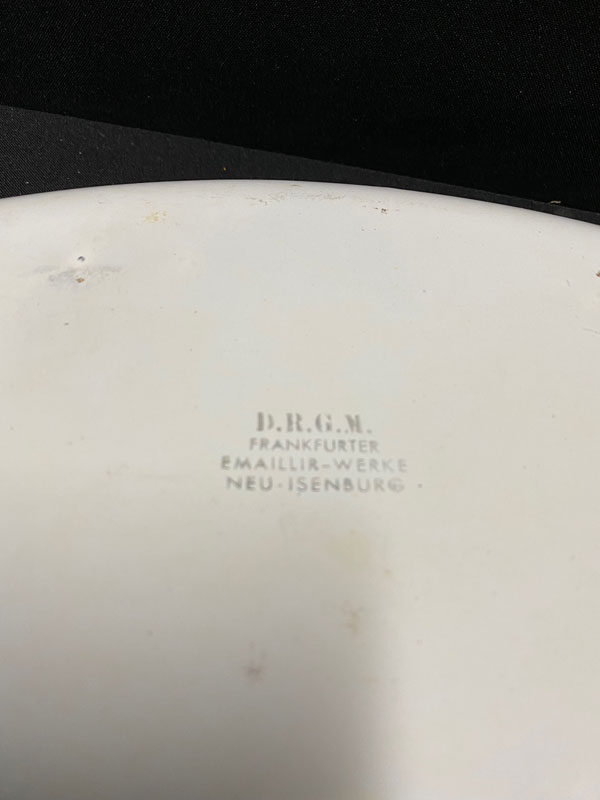 D.R.G.M.
FRANKFURTER
EMAILLIR-WERKE
NEU-ISENBURG